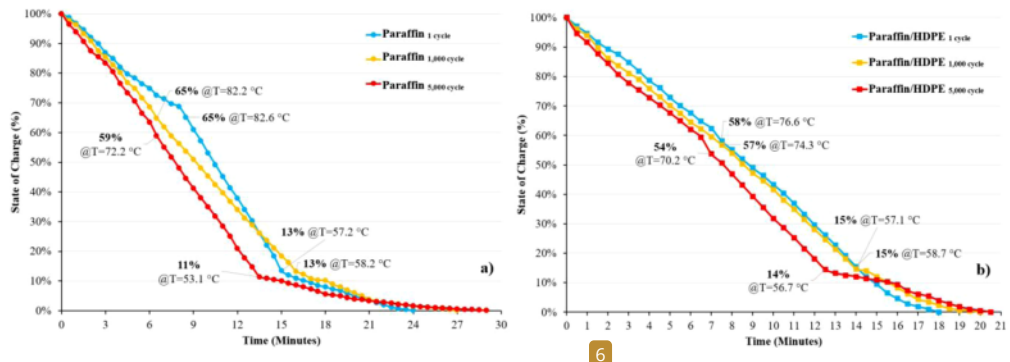 100%
90%
80%
70%
60%
50%
40%
30%
20%
10%
0%
State of Charge (%)
Paraffin 1 cycle
Paraffin 1,000 cycle
Paraffin 5,000 cycle
65% @T=82.2 °C
65% @T=82.6 °C
59%
@T=72.2 °C
13% @T=57.2 °C
13% @T=58.2 °C
11%
@T=53.1 °C
a)
0 3 6 9 12 15 18 21 24 27 30
Time (Minutes)
100%
90%
80%
70%
60%
50%
40%
30%
20%
10%
0%
State of Charge (%)
Paraffin/HDPE 1 cycle
Paraffin/HDPE 1,000 cycle
Paraffin/HDPE 5,000 cycle
58% @T=76.6 °C
57% @T=74.3 °C
54%
@T=70.2 °C
15% @T=57.1 °C
15% @T=58.7 °C
14%
@T=56.7 °C
b)
0 1 2 3 4 5 6 7 8 9 10 11 12 13 14 15 16 17 18 19 20 21
Time (Minutes)
6